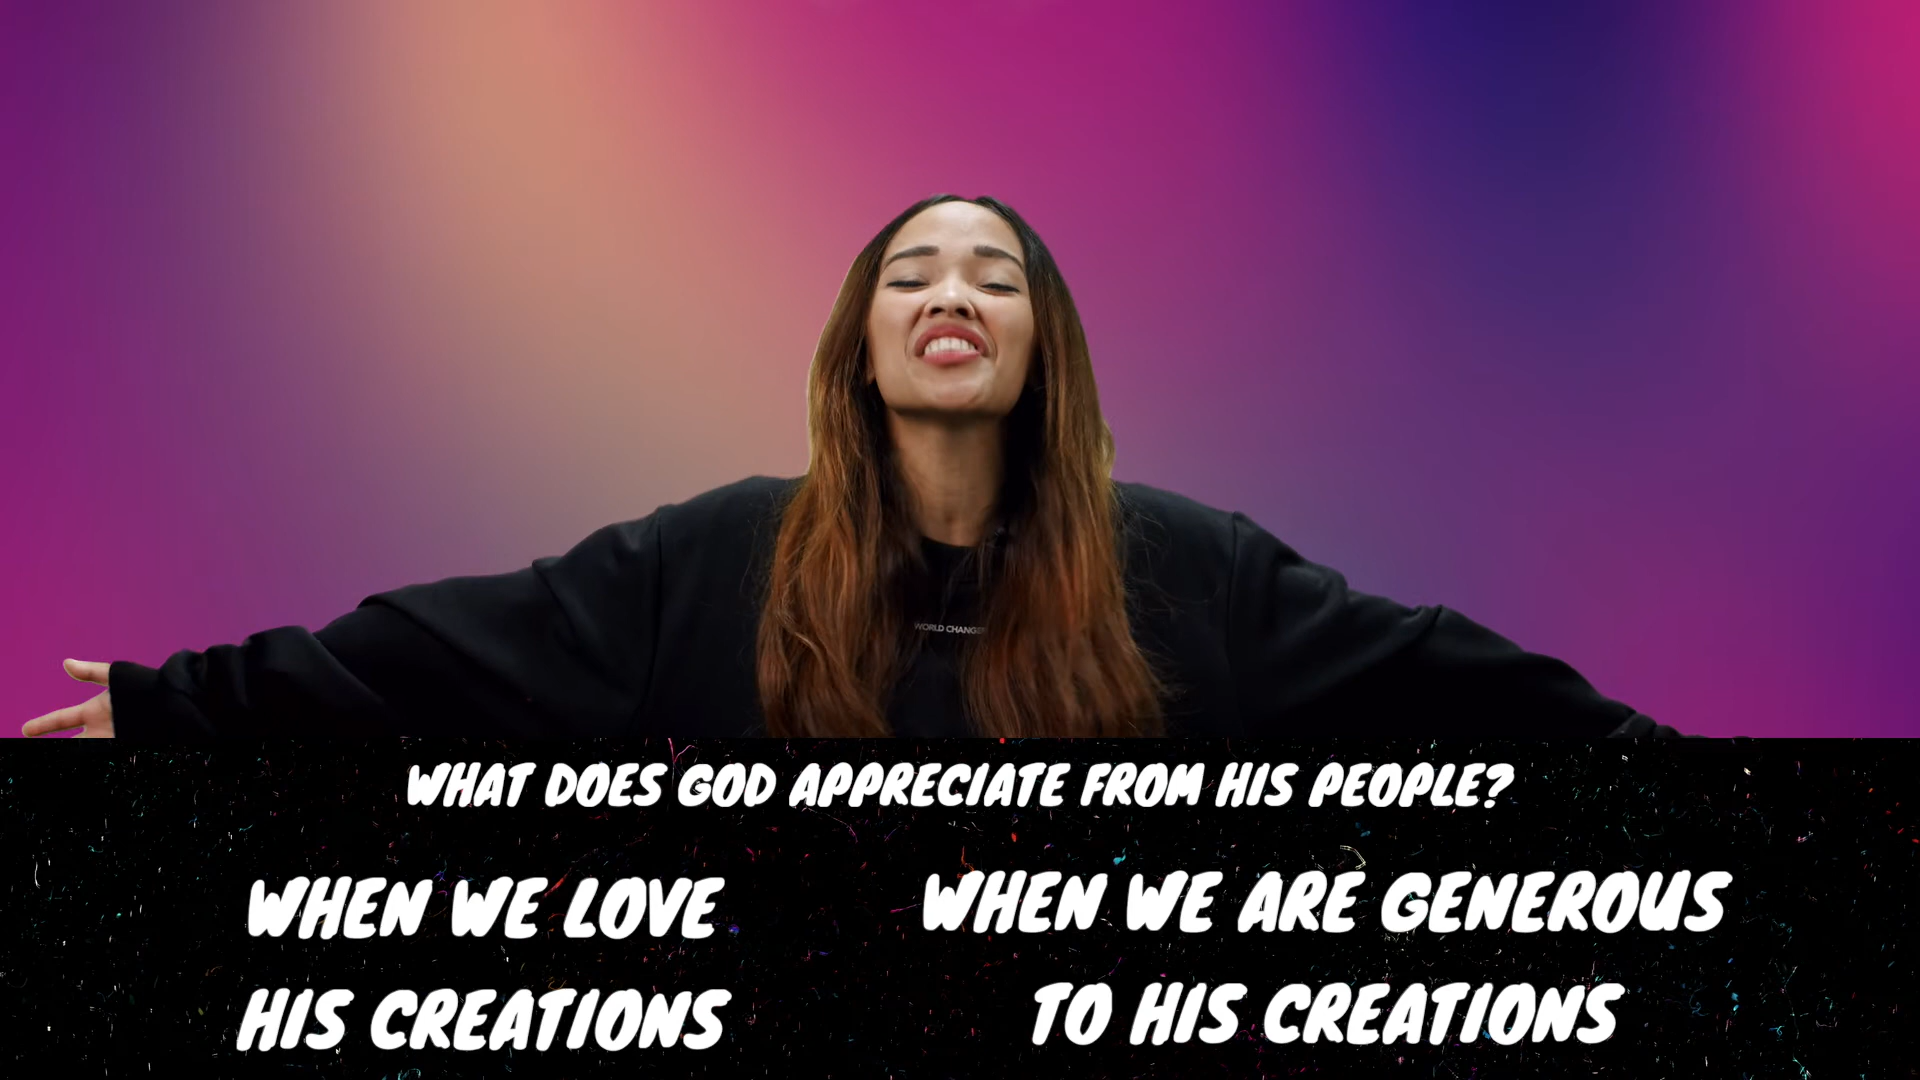 WORLD CHANGER
WHAT DOES GOD APPRECIATE FROM HIS PEOPLE?
WHEN WE LOVE
HIS CREATIONS
WHEN WE ARE GENEROUS
TO HIS CREATIONS